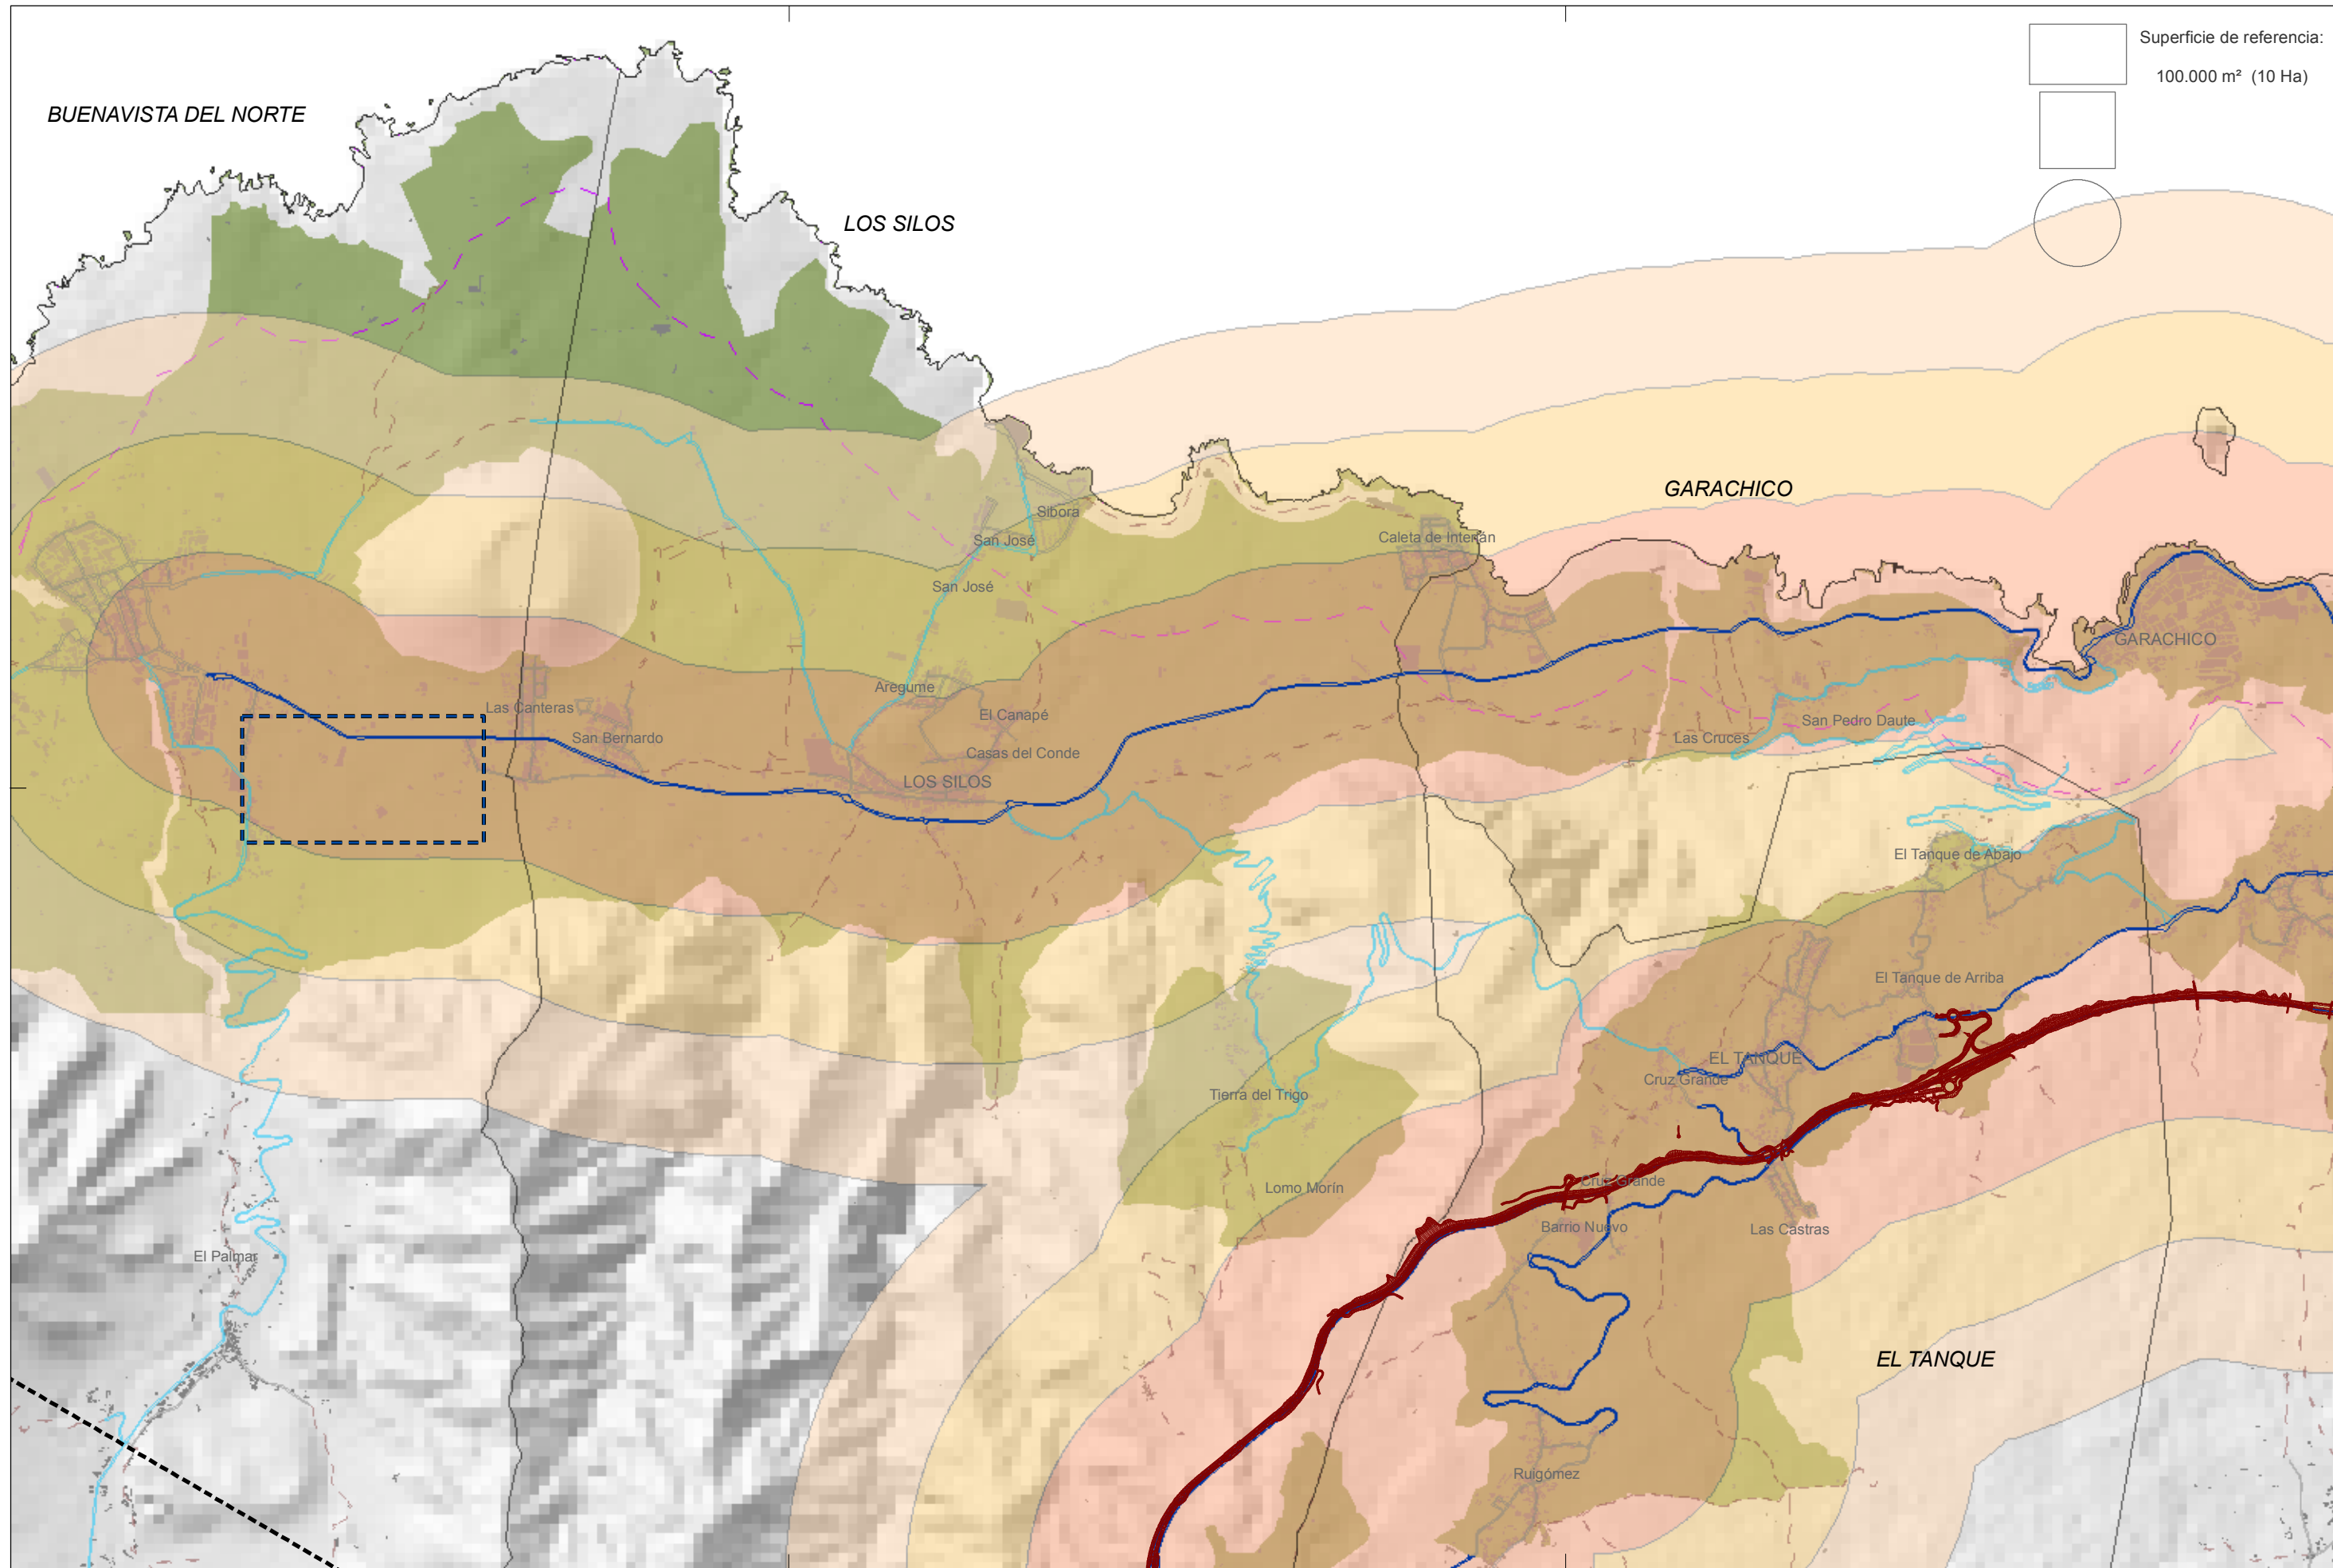 Superficie de referencia:
100.000 m² (10 Ha)
BUENAVISTA DEL NORTE
LOS SILOS
GARACHICO
Sibora
San José
Caleta de Interián
San José
GARACHICO
Aregume
Las Canteras
El Canapé
San Pedro Daute
San Bernardo
Las Cruces
Casas del Conde
LOS SILOS
El Tanque de Abajo
El Tanque de Arriba
EL TANQUE
Cruz Grande
Tierra del Trigo
Cruz Grande
Lomo Morín
Barrio Nuevo
Las Castras
El Palmar
EL TANQUE
Ruigómez